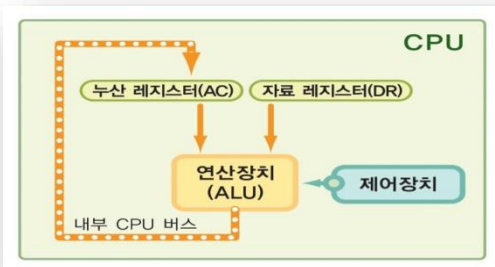 CPU
누산 레지스터(AC) 자료 레지스터(DR)
연산장치
(ALU)
제어장치
내부 CPU 버스